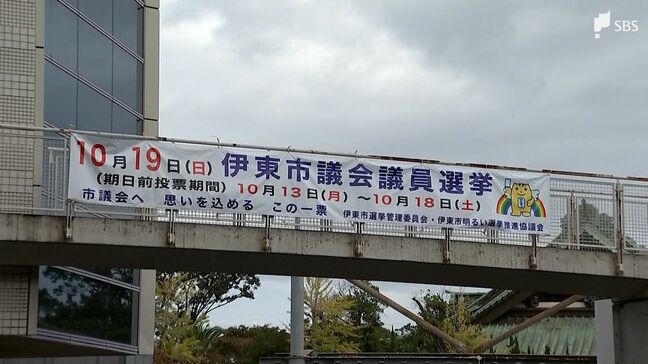 SBS
10月19日(日) 伊東市議会議員選挙
(期日前投票期間) 10月13日(月) ～10月18日(土)
市議会へ 思いを込める この一票 伊東市選挙管理委員会・伊東市明るい選挙推進協議会